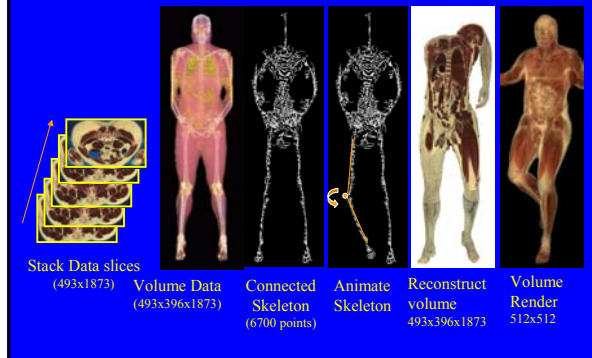 Stack Data slices
(493x1873)
Volume Data
(493x396x1873)
Connected
Skeleton
(6700 points)
Animate
Skeleton
Reconstruct
volume
493x396x1873
Volume
Render
512x512